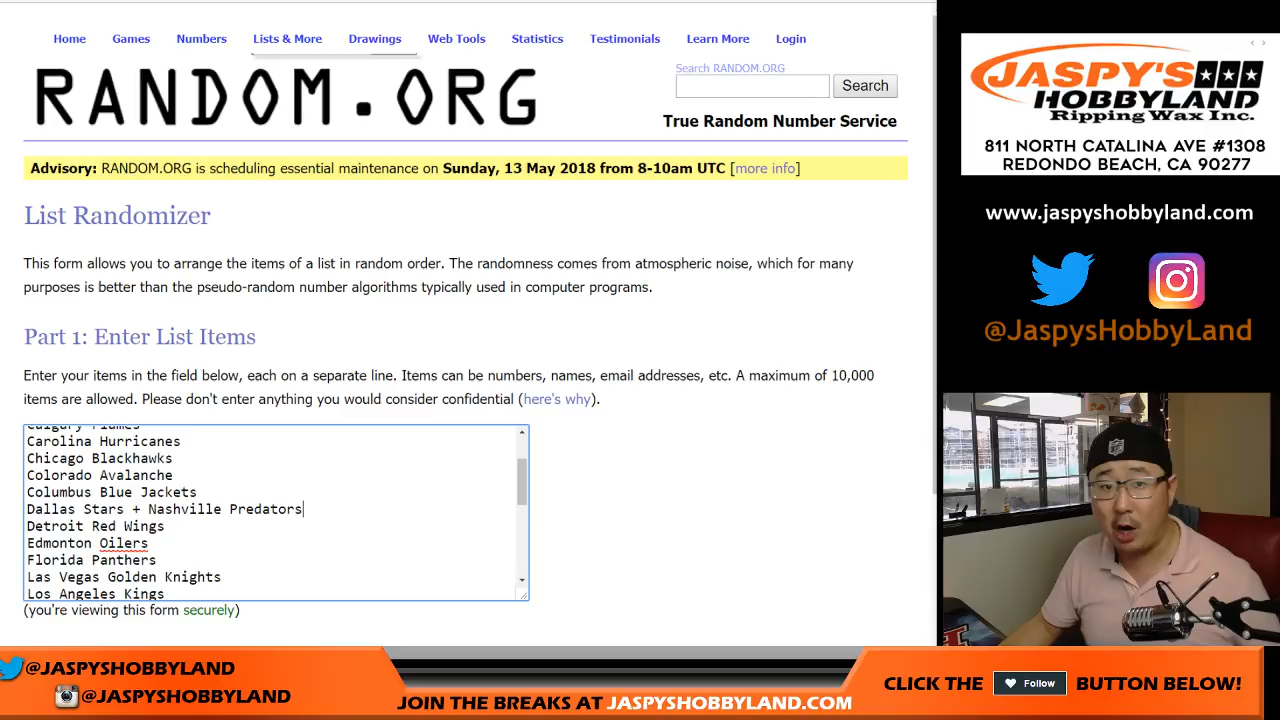 Home Games Numbers Lists & More Drawings Web Tools Statistics Testimonials Learn More Login
RANDOM.ORG
Search RANDOM.ORG
Search
True Random Number Service
Advisory: RANDOM.ORG is scheduling essential maintenance on Sunday, 13 May 2018 from 8-10am UTC [more info]
List Randomizer
This form allows you to arrange the items of a list in random order. The randomness comes from atmospheric noise, which for many
purposes is better than the pseudo-random number algorithms typically used in computer programs.
Part 1: Enter List Items
Enter your items in the field below, each on a separate line. Items can be numbers, names, email addresses, etc. A maximum of 10,000
items are allowed. Please don't enter anything you would consider confidential (here's why).
Calgary Flames
Carolina Hurricanes
Chicago Blackhawks
Colorado Avalanche
Columbus Blue Jackets
Dallas Stars + Nashville Predators
Detroit Red Wings
Edmonton Oilers
Florida Panthers
Las Vegas Golden Knights
Los Angeles Kings
(you're viewing this form securely)
JASPY'S
HOBBYLAND
Ripping Wax Inc.
811 NORTH CATALINA AVE #1308
REDONDO BEACH, CA 90277
www.jaspyshobbyland.com
@JaspysHobbyLand
@JASPYSHOBBYLAND
@JASPYSHOBBYLAND
JOIN THE BREAKS AT JASPYSHOBBYLAND.COM
CLICK THE Follow BUTTON BELOW!